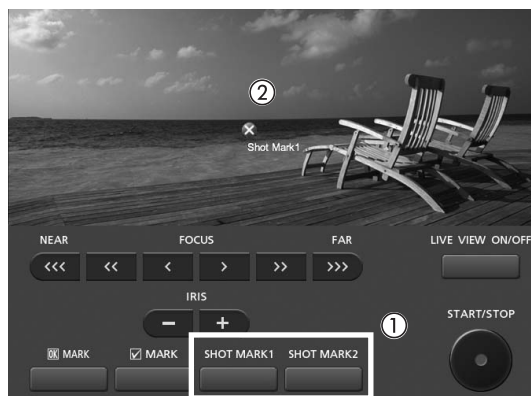 ②
Shot Mark1
NEAR FOCUS FAR LIVE VIEW ON/OFF
<<< << < > >> >>>
IRIS
− +
① START/STOP
OK MARK ☑ MARK SHOT MARK1 SHOT MARK2